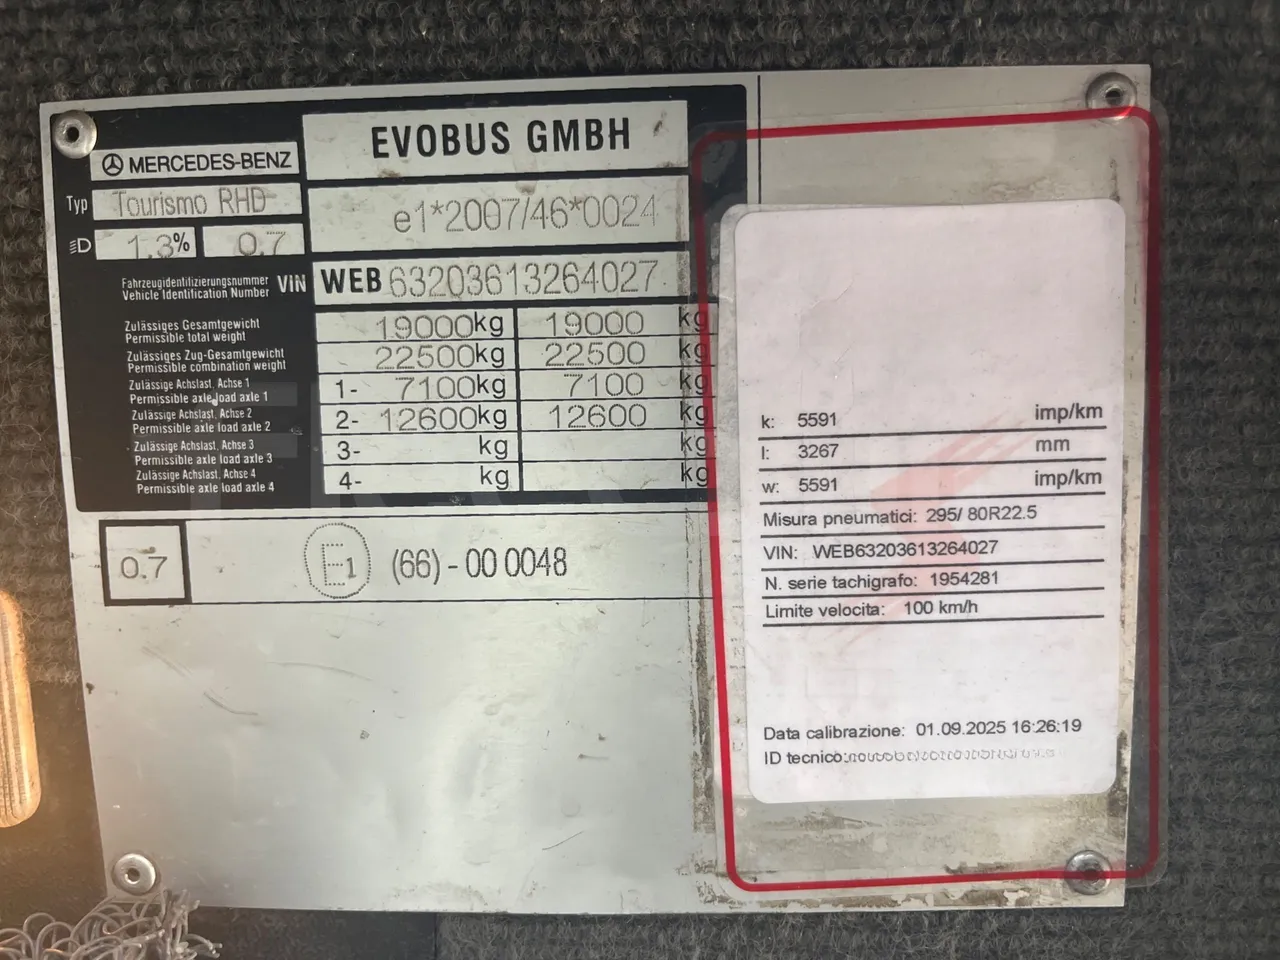 EVOBUS GMBH
MERCEDES-BENZ
Typ Tourismo RHD
e1*2007/46*0024
1.3% 0.7
Fahrzeugidentifizierungsnummer
Vehicle Identification Number
VIN WEB63203613264027
Zulässiges Gesamtgewicht
Permissible total weight
19000kg 19000 kg
Zulässiges Zug-Gesamtgewicht
Permissible combination weight
22500kg 22500 kg
Zulässige Achslast, Achse 1
Permissible axle load axle 1
1- 7100kg 7100 kg
Zulässige Achslast, Achse 2
Permissible axle load axle 2
2- 12600kg 12600 kg
Zulässige Achslast, Achse 3
Permissible axle load axle 3
3- kg kg
Zulässige Achslast, Achse 4
Permissible axle load axle 4
4- kg kg
0.7 E1 (66) - 00 0048
k: 5591 imp/km
l: 3267 mm
w: 5591 imp/km
Misura pneumatici: 295/ 80R22.5
VIN: WEB63203613264027
N. serie tachigrafo: 1954281
Limite velocita: 100 km/h
Data calibrazione: 01.09.2025 16:26:19
ID tecnico: